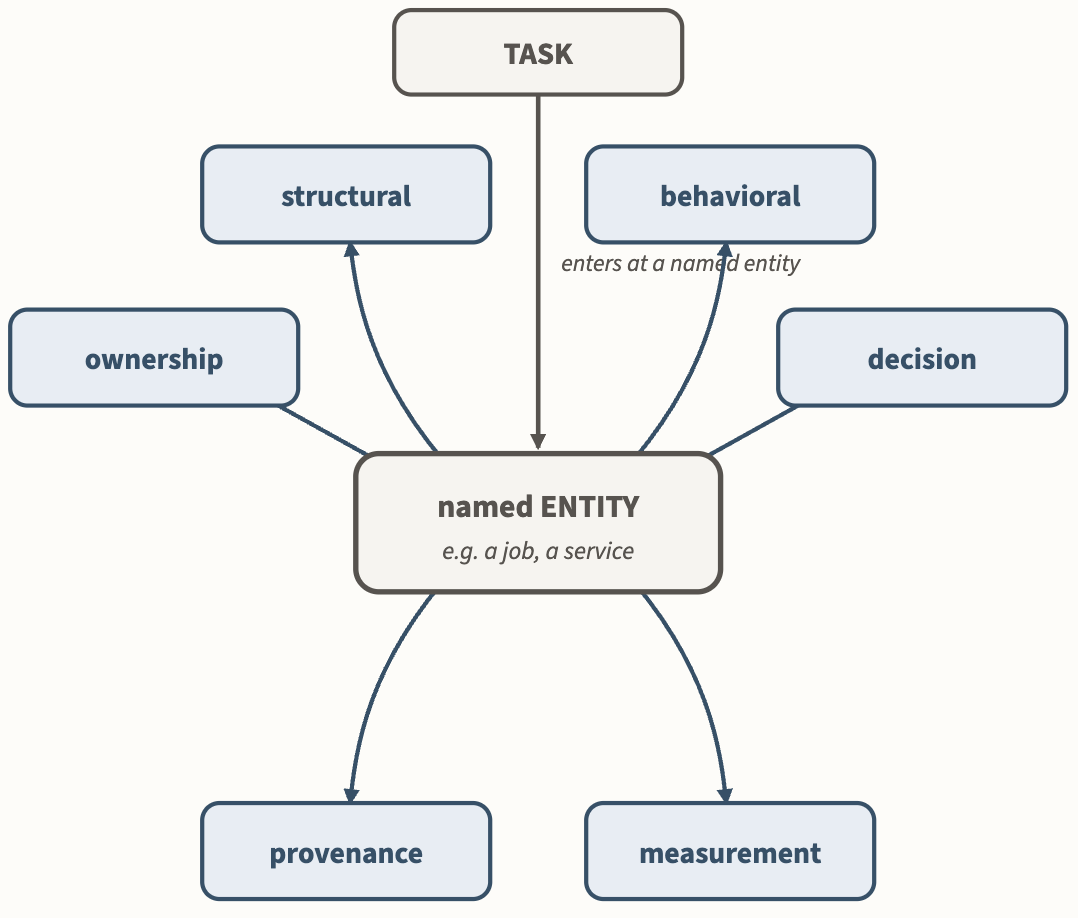 TASK
structural
behavioral
enters at a named entity
ownership
decision
named ENTITY
e.g. a job, a service
provenance
measurement